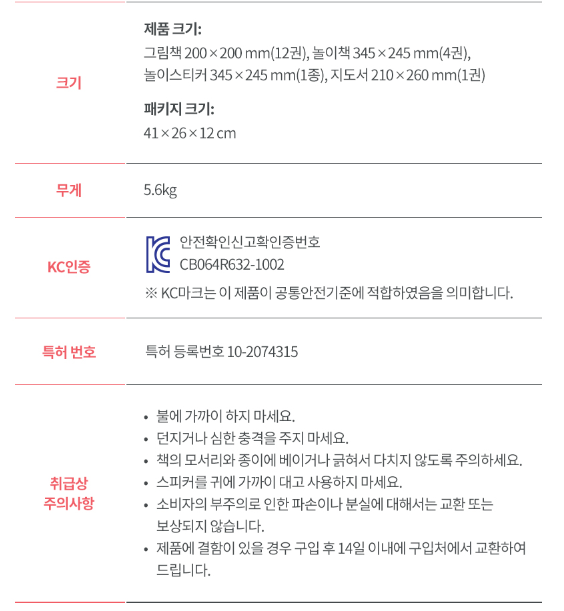 제품 크기:
그림책 200×200 mm(12권), 놀이책 345×245 mm(4권),
놀이스티커 345×245 mm(1종), 지도서 210×260 mm(1권)
크기
패키지 크기:
41×26×12 cm
무게
5.6kg
안전확인신고확인증번호
KC인증
CB064R632-1002
※ KC마크는 이 제품이 공통안전기준에 적합하였음을 의미합니다.
특허 번호
특허 등록번호 10-2074315
• 불에 가까이 하지 마세요.
• 던지거나 심한 충격을 주지 마세요.
• 책의 모서리와 종이에 베이거나 긁혀서 다치지 않도록 주의하세요.
취급상
주의사항
• 스피커를 귀에 가까이 대고 사용하지 마세요.
• 소비자의 부주의로 인한 파손이나 분실에 대해서는 교환 또는
보상되지 않습니다.
• 제품에 결함이 있을 경우 구입 후 14일 이내에 구입처에서 교환하여
드립니다.